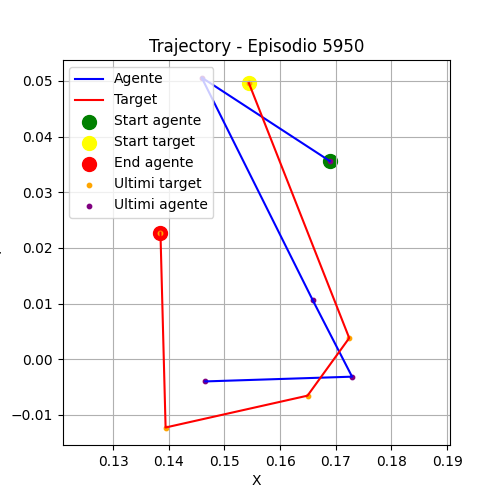 Trajectory - Episodio 5950
Agente
Target
Start agente
Start target
End agente
Ultimi target
Ultimi agente
0.05
0.04
0.03
0.02
0.01
0.00
−0.01
0.13 0.14 0.15 0.16 0.17 0.18 0.19
X